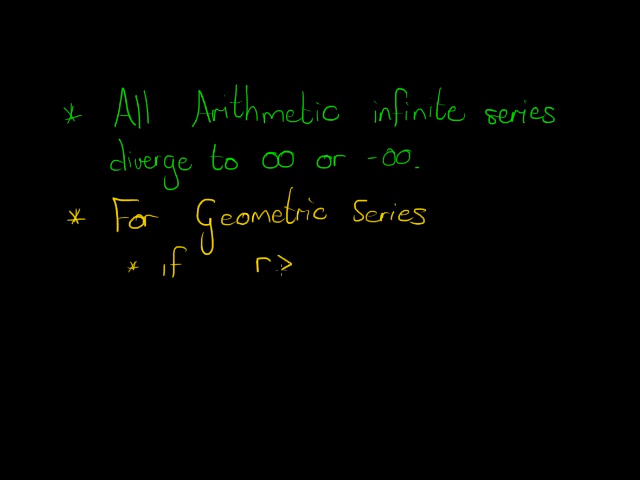 * All Arithmetic infinite series
diverge to ∞ or -∞.
* For Geometric Series
* if r>